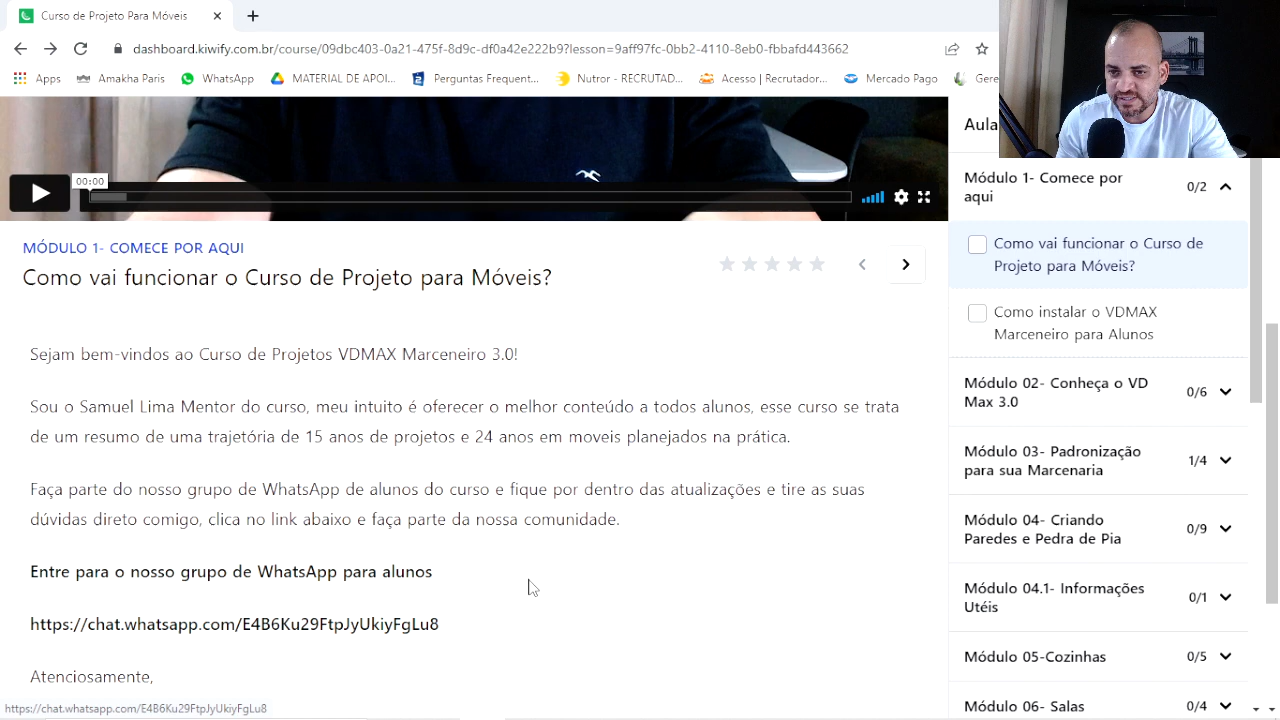 Curso de Projeto Para Móveis
dashboard.kiwify.com.br/course/09dbc403-0a21-475f-8d9c-df0a42e222b9?lesson=9aff97fc-0bb2-4110-8eb0-fbbafd443662
Apps Amakha Paris WhatsApp MATERIAL DE APOI... Perguntas Frequent... Nutror - RECRUTAD... Acesso | Recrutador... Mercado Pago Gere
00:00
MÓDULO 1- COMECE POR AQUI
Como vai funcionar o Curso de Projeto para Móveis?
Sejam bem-vindos ao Curso de Projetos VDMAX Marceneiro 3.0!
Sou o Samuel Lima Mentor do curso, meu intuito é oferecer o melhor conteúdo a todos alunos, esse curso se trata
de um resumo de uma trajetória de 15 anos de projetos e 24 anos em moveis planejados na prática.
Faça parte do nosso grupo de WhatsApp de alunos do curso e fique por dentro das atualizações e tire as suas
dúvidas direto comigo, clica no link abaixo e faça parte da nossa comunidade.
Entre para o nosso grupo de WhatsApp para alunos
https://chat.whatsapp.com/E4B6Ku29FtpJyUkiyFgLu8
Atenciosamente,
https://chat.whatsapp.com/E4B6Ku29FtpJyUkiyFgLu8
Aula
Módulo 1- Comece por
aqui
0/2
Como vai funcionar o Curso de
Projeto para Móveis?
Como instalar o VDMAX
Marceneiro para Alunos
Módulo 02- Conheça o VD
Max 3.0
0/6
Módulo 03- Padronização
para sua Marcenaria
1/4
Módulo 04- Criando
Paredes e Pedra de Pia
0/9
Módulo 04.1- Informações
Utéis
0/1
Módulo 05-Cozinhas
0/5
Módulo 06- Salas
0/4